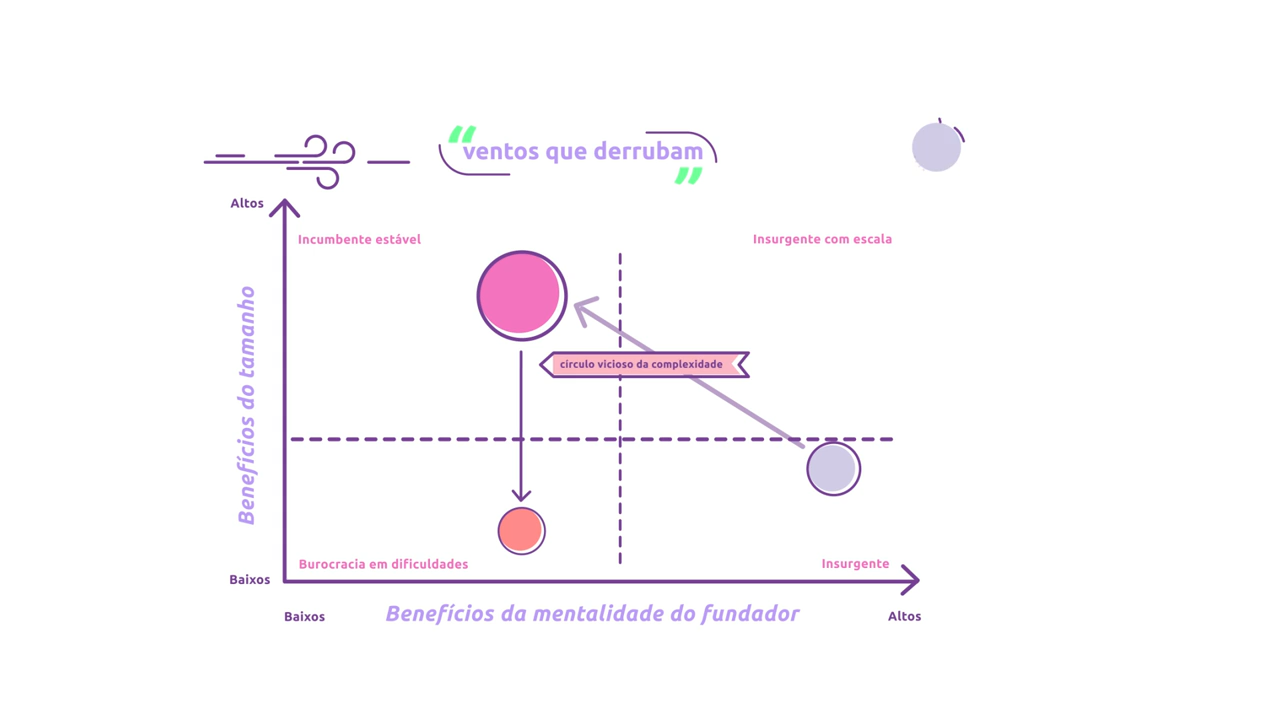 “ventos que derrubam”
Altos
Incumbente estável
Insurgente com escala
Benefícios do tamanho
circulo vicioso da complexidade
Burocracia em dificuldades
Insurgente
Baixos
Baixos
Benefícios da mentalidade do fundador
Altos